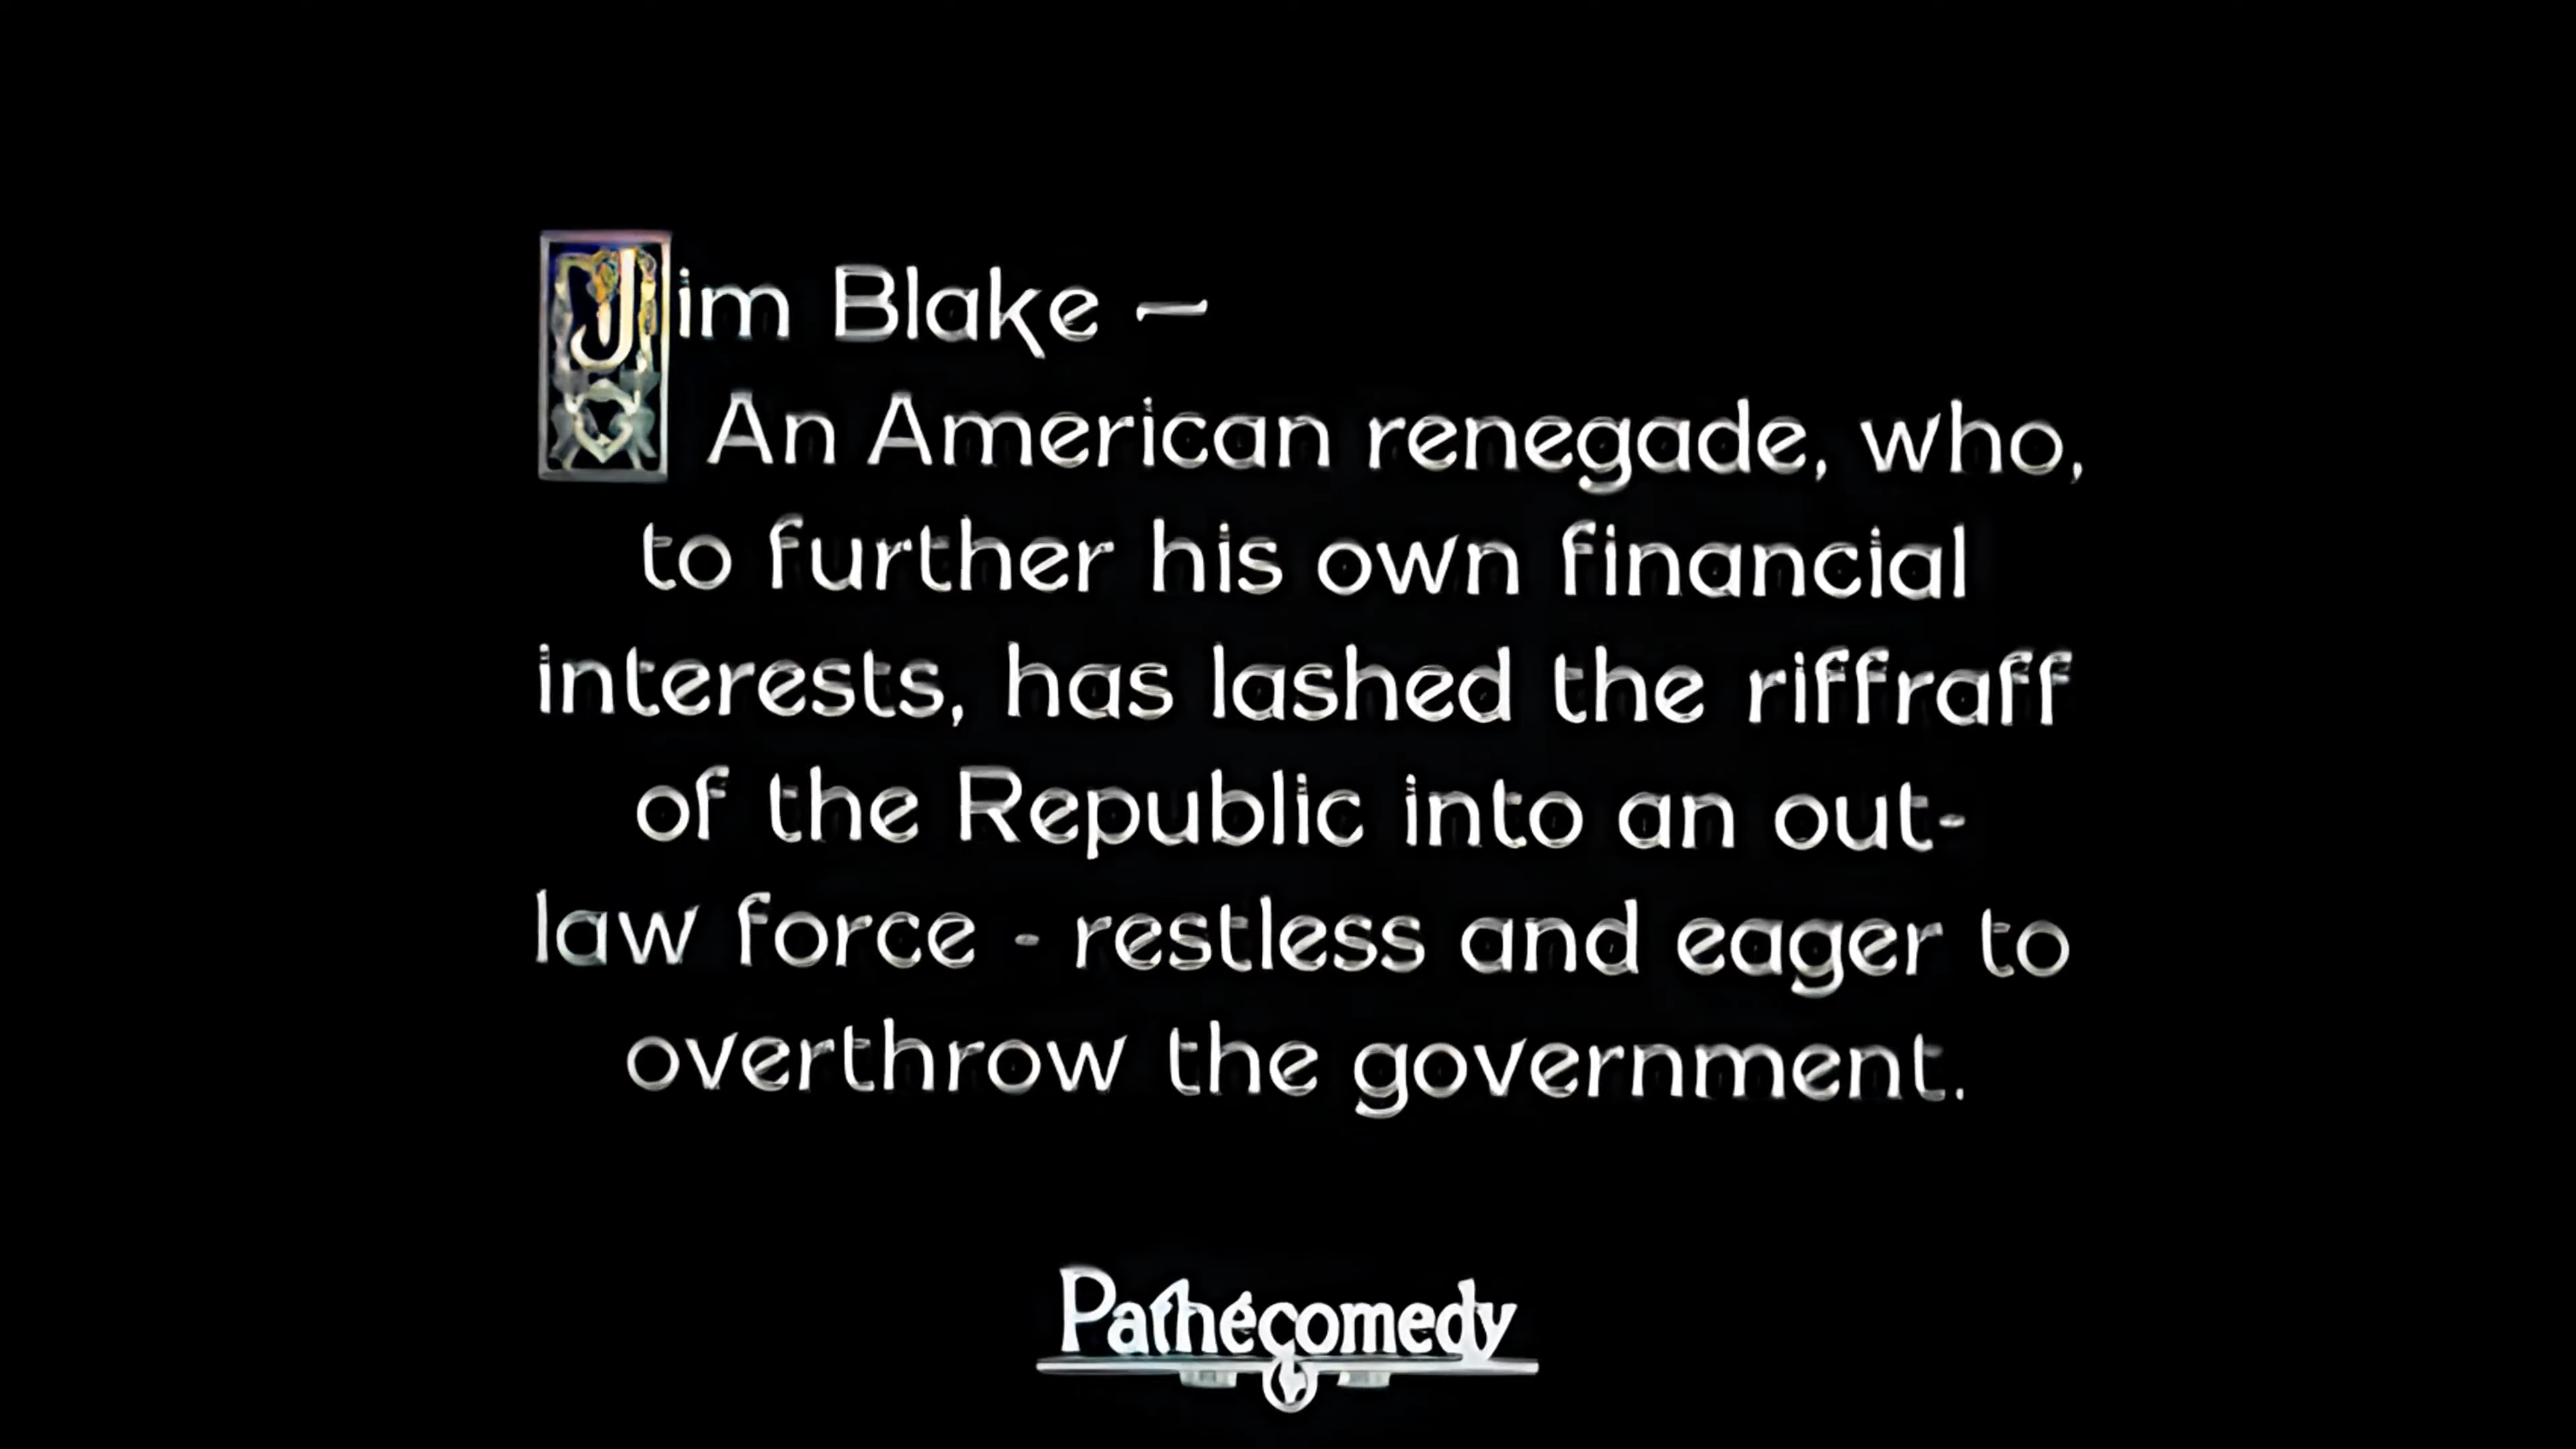 Jim Blake —
An American renegade, who,
to further his own financial
interests, has lashed the riffraff
of the Republic into an out-
law force - restless and eager to
overthrow the government.
Pathécomedy